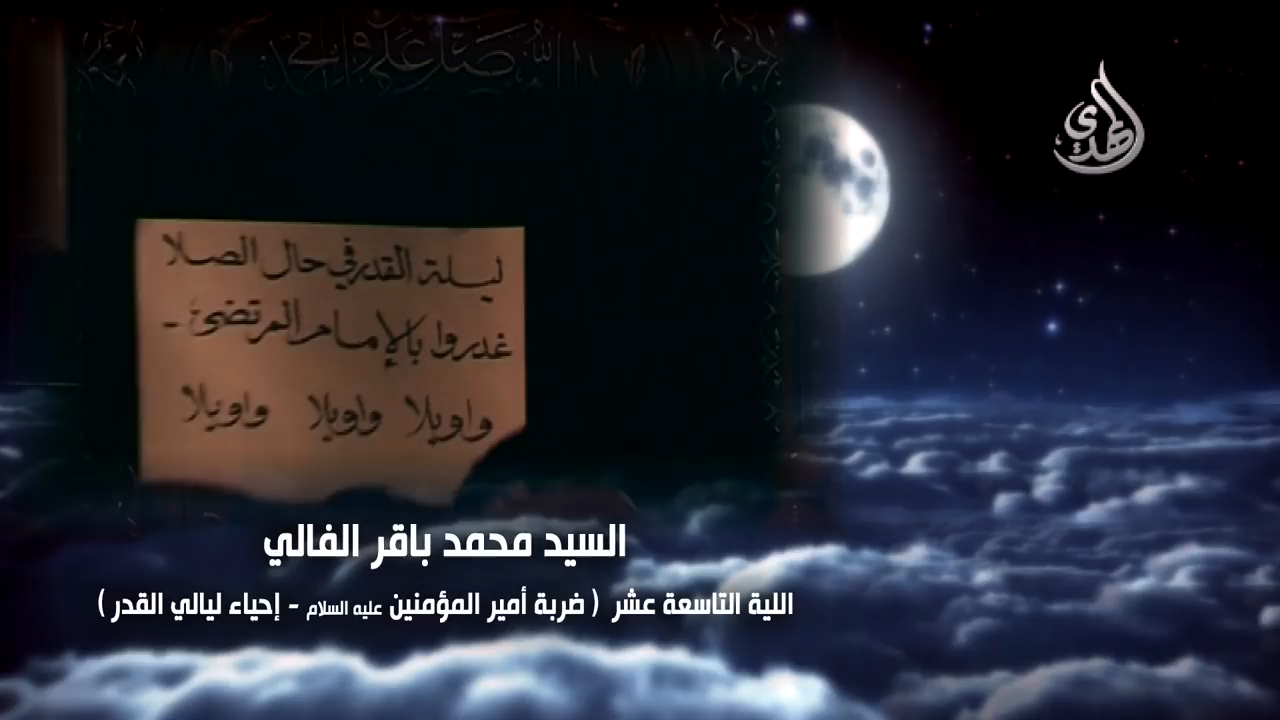 المهدي
ليلة القدر في حال الصلا
غدروا بالإمام المرتضى -
واويلا واويلا واويلا
السيد محمد باقر الفالي
اللية التاسعة عشر ( ضربة أمير المؤمنين عليه السلام - إحياء ليالي القدر )